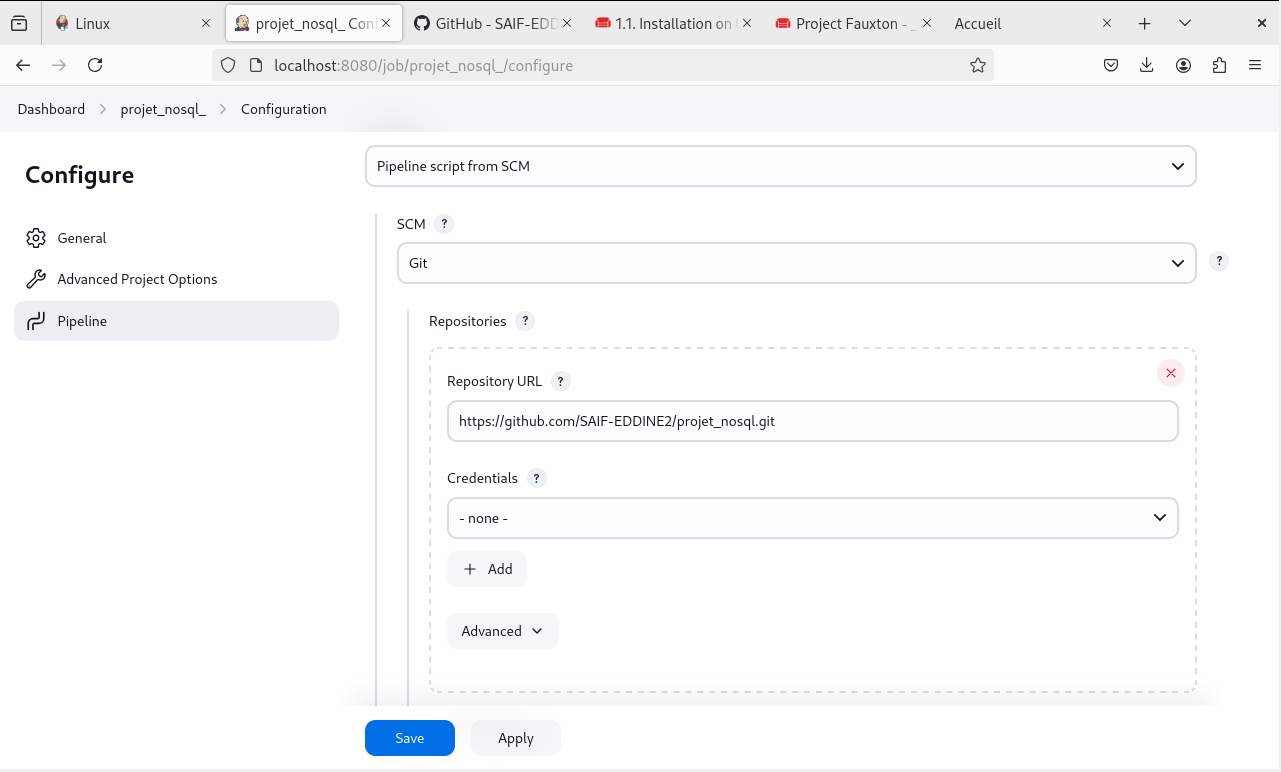 Linux
projet_nosql_ Con
GitHub - SAIF-EDD
1.1. Installation on
Project Fauxton - _
Accueil
localhost:8080/job/projet_nosql_/configure
Dashboard
projet_nosql_
Configuration
Configure
General
Advanced Project Options
Pipeline
Pipeline script from SCM
SCM ?
Git
?
Repositories ?
Repository URL ?
https://github.com/SAIF-EDDINE2/projet_nosql.git
Credentials ?
- none -
+ Add
Advanced
Save
Apply